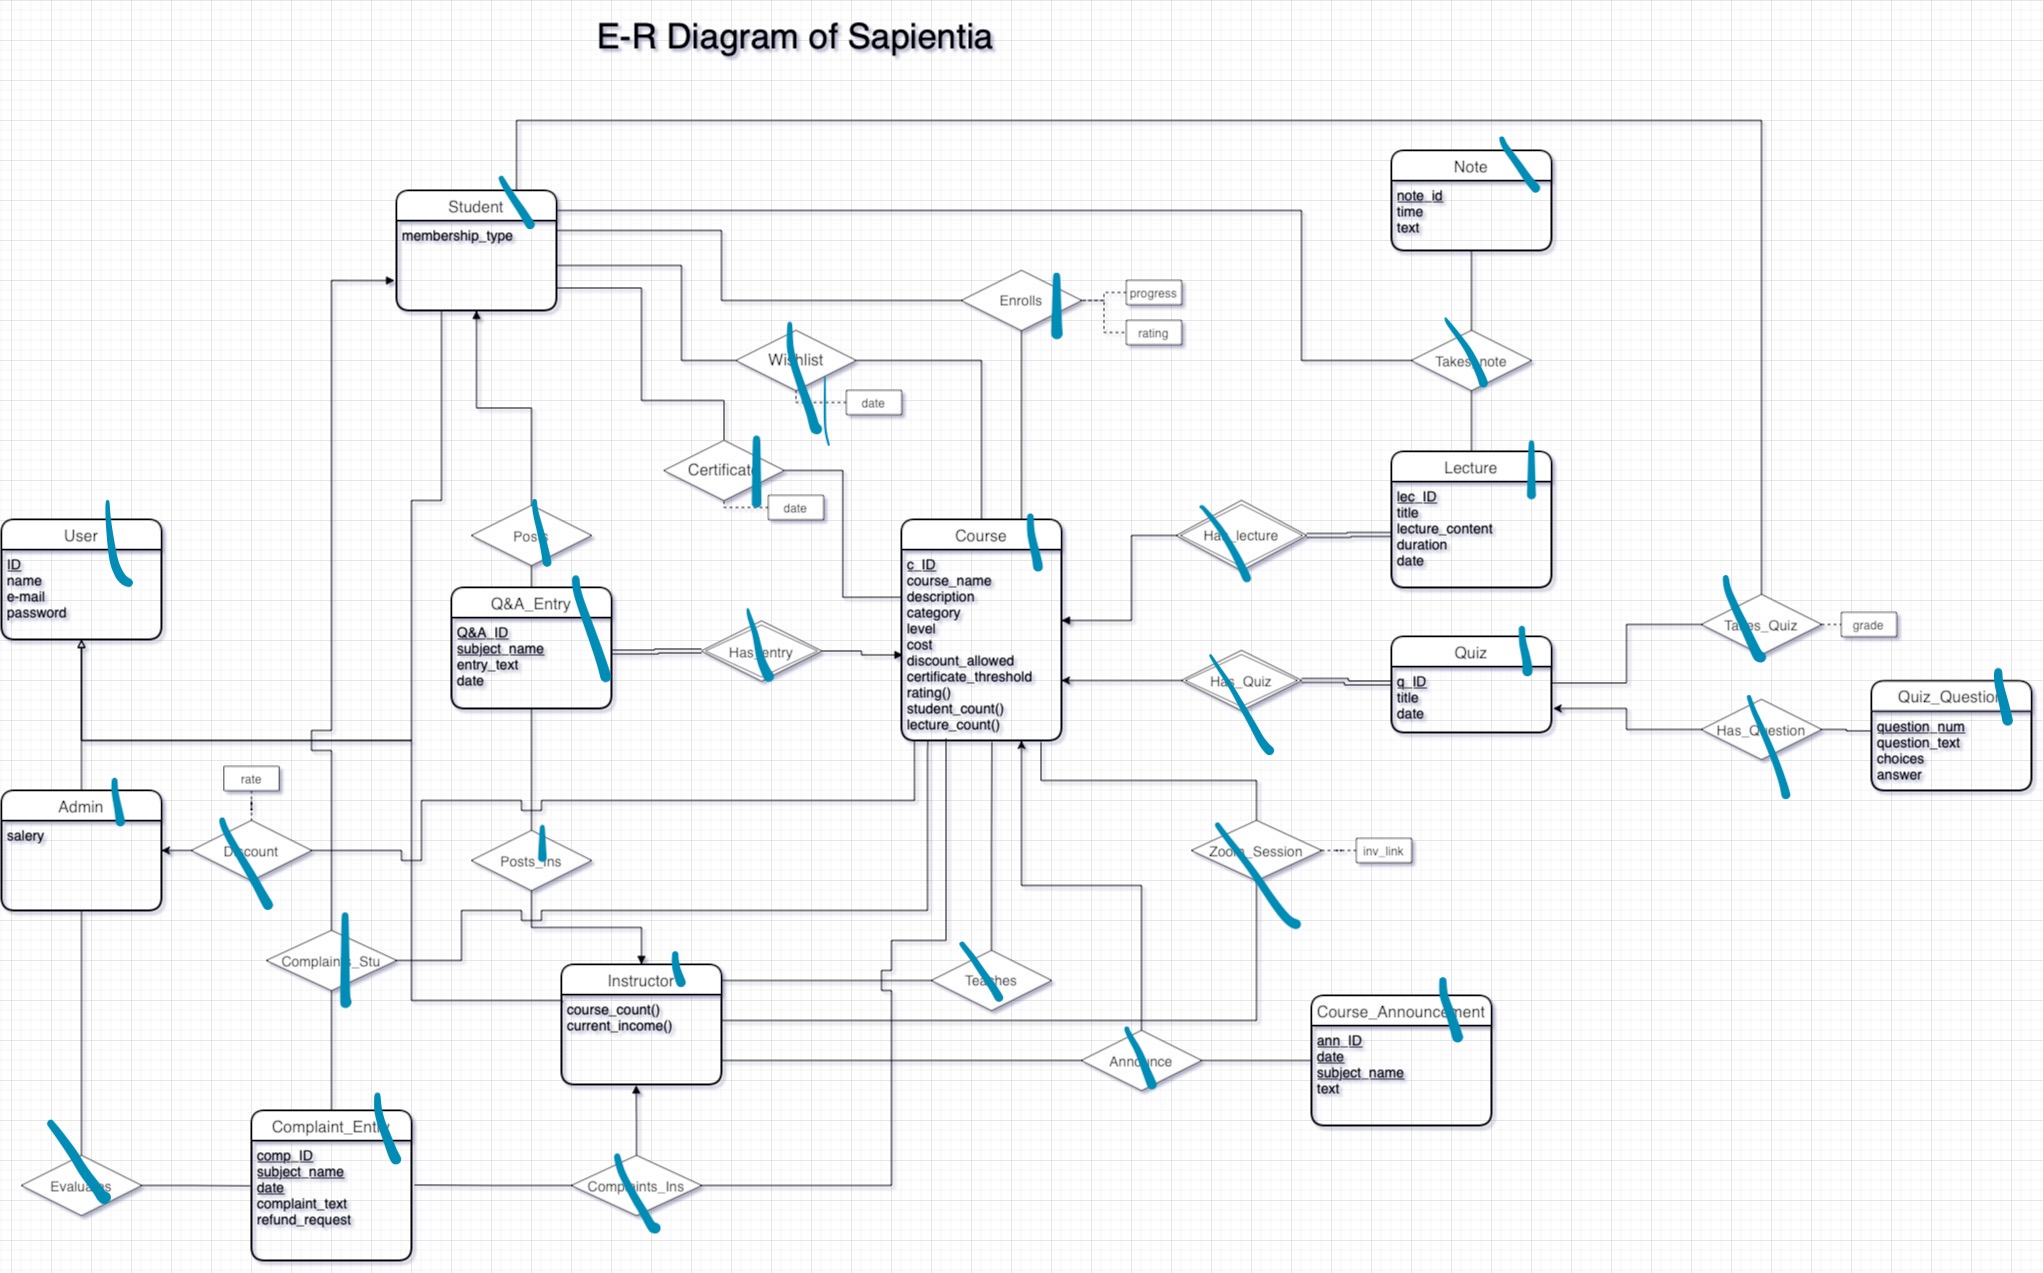 E-R Diagram of Sapientia
Student
membership_type
Note
note_id
time
text
Enrolls
progress
rating
Wishlist
date
Takes_note
Certificate
date
Lecture
lec_ID
title
lecture_content
duration
date
User
ID
name
e-mail
password
Posts
Course
c_ID
course_name
description
category
level
cost
discount_allowed
certificate_threshold
rating()
student_count()
lecture_count()
Has_lecture
Q&A_Entry
Q&A_ID
subject_name
entry_text
date
Has_entry
Has_Quiz
Quiz
q_ID
title
date
Takes_Quiz
grade
Quiz_Question
question_num
question_text
choices
answer
Has_Question
rate
Admin
salery
Discount
Posts_Ins
Zoom_Session
inv_link
Complaints_Stu
Instructor
course_count()
current_income()
Teaches
Announce
Course_Announcement
ann_ID
date
subject_name
text
Complaint_Entry
comp_ID
subject_name
date
complaint_text
refund_request
Evaluates
Complaints_Ins